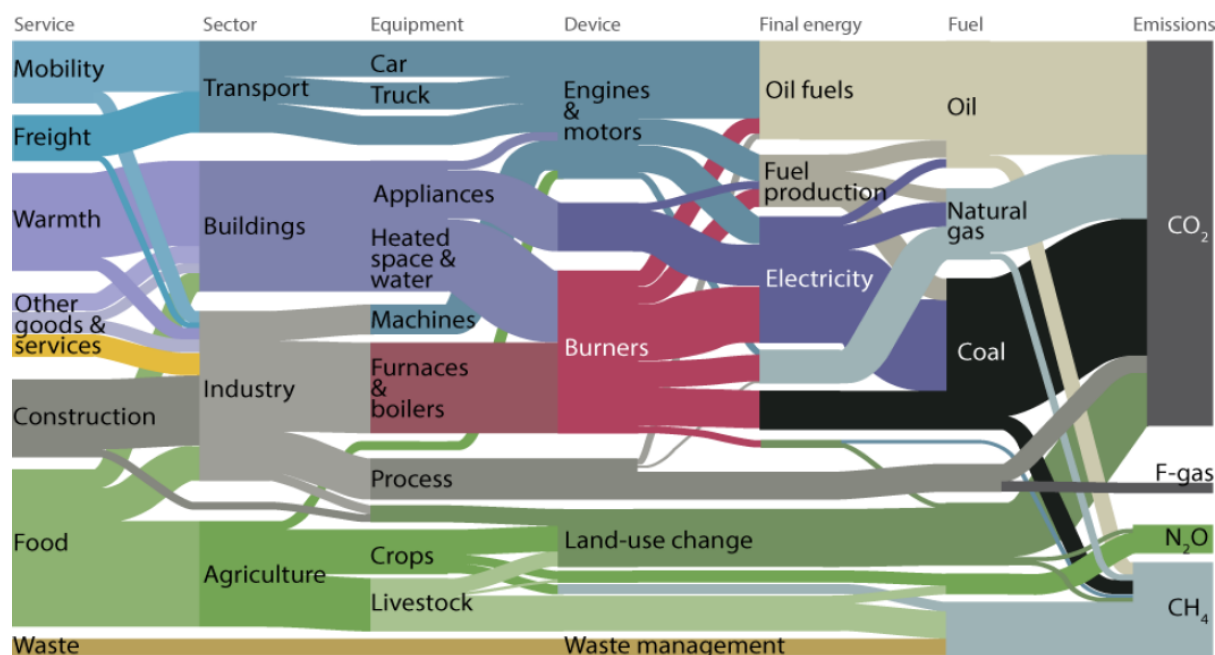 Service
Sector
Equipment
Device
Final energy
Fuel
Emissions
Mobility
Freight
Warmth
Other
goods &
services
Construction
Food
Waste
Transport
Buildings
Industry
Agriculture
Car
Truck
Appliances
Heated
space &
water
Machines
Furnaces
&
boilers
Process
Crops
Livestock
Engines
&
motors
Burners
Land-use change
Waste management
Oil fuels
Fuel
production
Electricity
Oil
Natural
gas
Coal
CO₂
F-gas
N₂O
CH₄